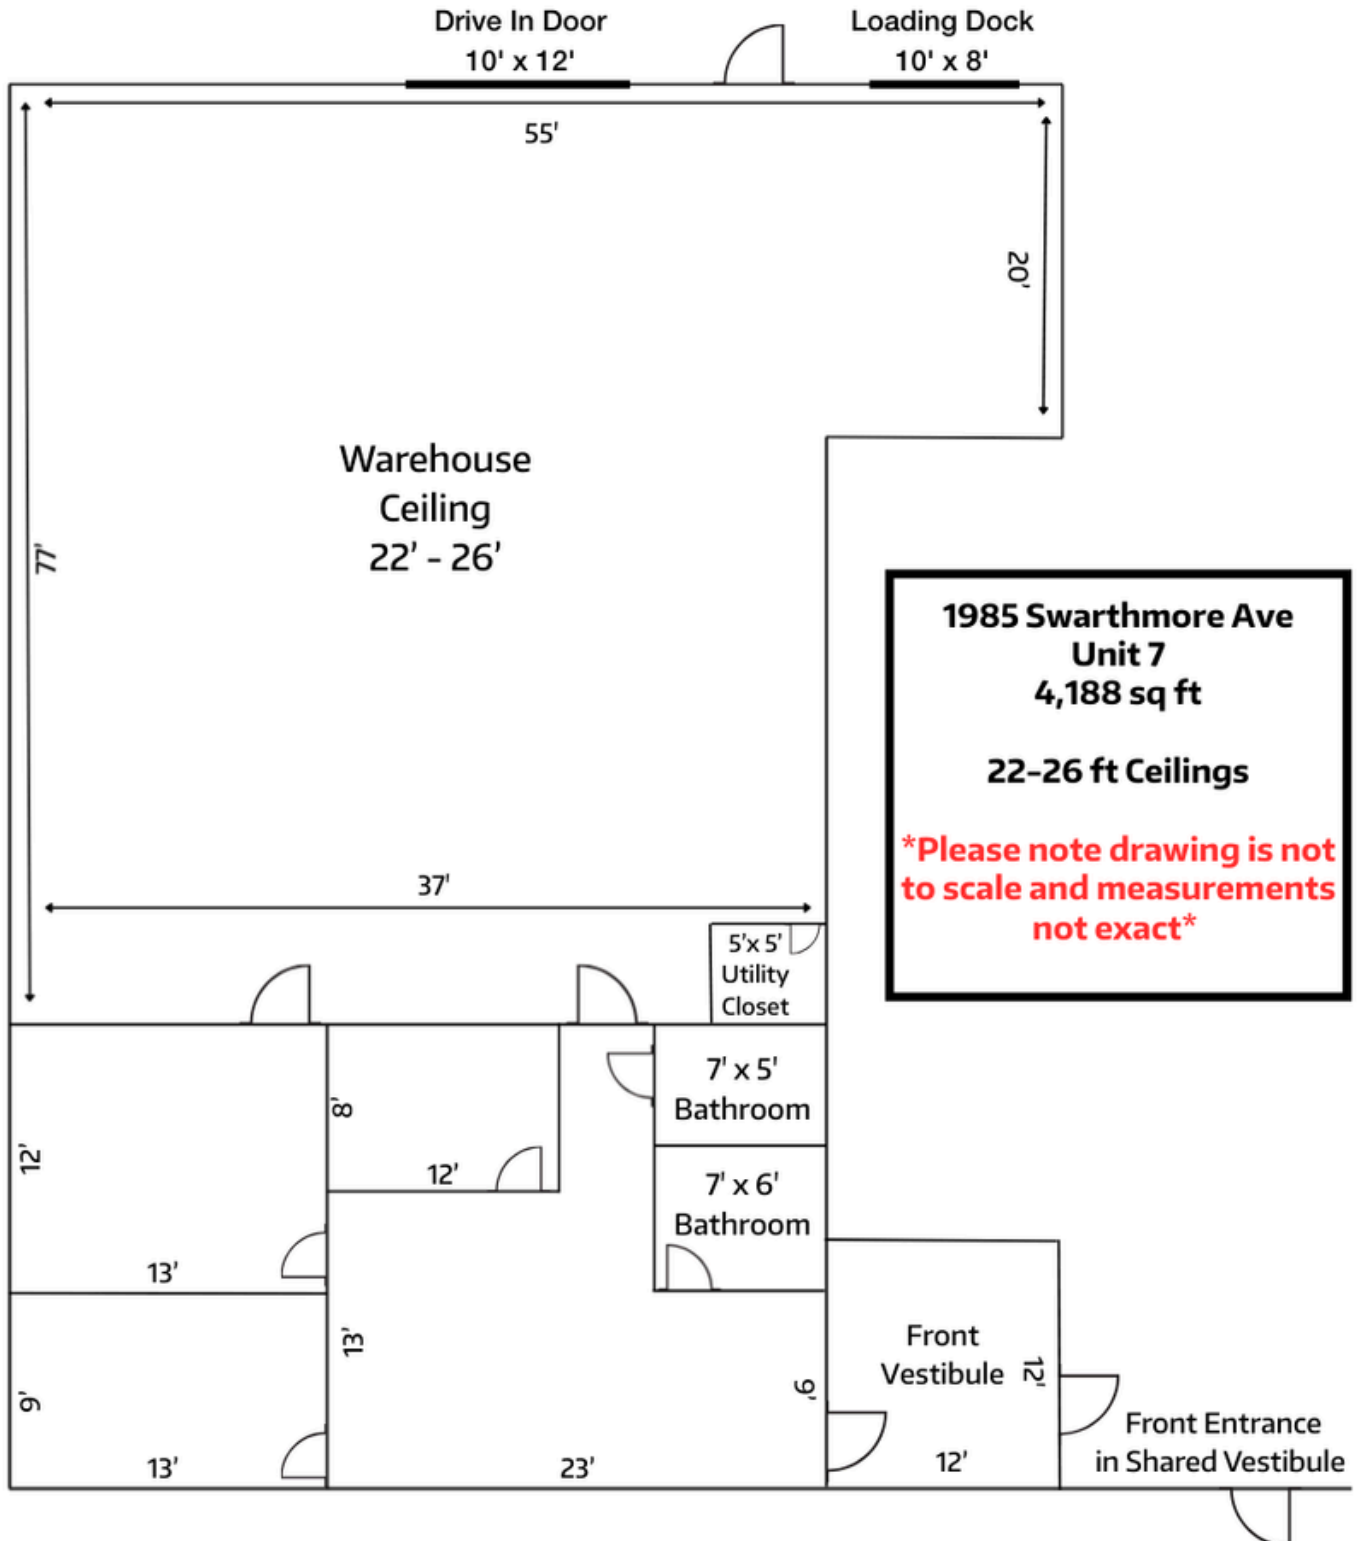 Drive In Door
10' x 12'
Loading Dock
10' x 8'
55'
20'
Warehouse
Ceiling
22' - 26'
77'
1985 Swarthmore Ave
Unit 7
4,188 sq ft
22-26 ft Ceilings
*Please note drawing is not
to scale and measurements
not exact*
37'
5'x 5'
Utility
Closet
7' x 5'
Bathroom
8'
12'
12'
7' x 6'
Bathroom
13'
13'
Front
Vestibule
12'
9'
9'
Front Entrance
in Shared Vestibule
13'
23'
12'